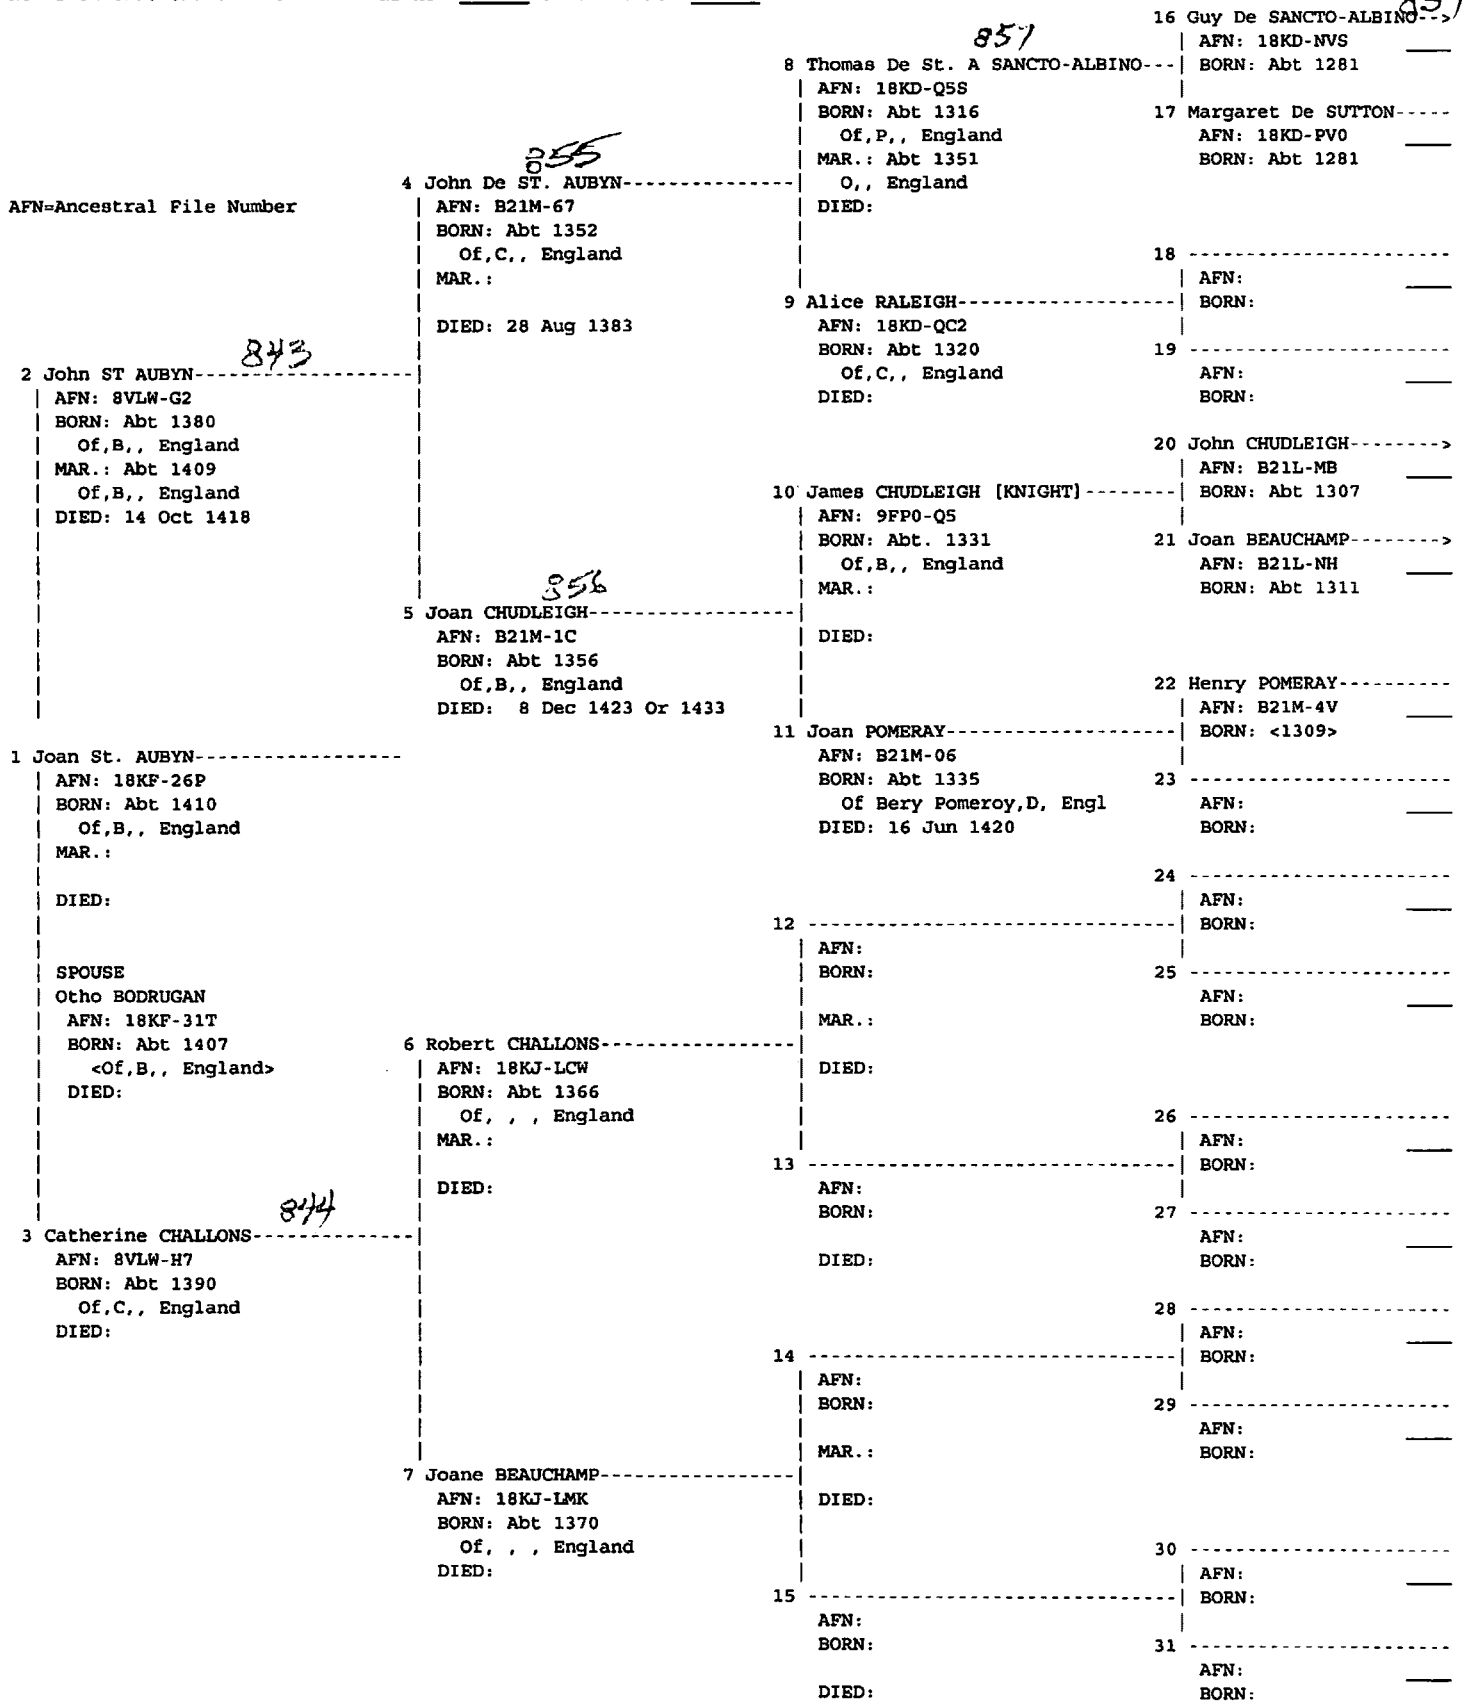 AFN=Ancestral File Number
843
2 John ST AUBYN-----------------
AFN: 8VLW-G2
BORN: Abt 1380
Of,B,, England
MAR.: Abt 1409
Of,B,, England
DIED: 14 Oct 1418
1 Joan St. AUBYN-----------------
AFN: 18KF-26P
BORN: Abt 1410
Of,B,, England
MAR.:
DIED:
SPOUSE
Otho BODRUGAN
AFN: 18KF-31T
BORN: Abt 1407
<Of,B,, England>
DIED:
844
3 Catherine CHALLONS-------------
AFN: 8VLW-H7
BORN: Abt 1390
Of,C,, England
DIED:
855
4 John De ST. AUBYN--------------
AFN: B21M-67
BORN: Abt 1352
Of,C,, England
MAR.:
DIED: 28 Aug 1383
856
5 Joan CHUDLEIGH-----------------
AFN: B21M-1C
BORN: Abt 1356
Of,B,, England
DIED: 8 Dec 1423 Or 1433
6 Robert CHALLONS----------------
AFN: 18KJ-LCW
BORN: Abt 1366
Of, , , England
MAR.:
DIED:
7 Joane BEAUCHAMP----------------
AFN: 18KJ-LMK
BORN: Abt 1370
Of, , , England
DIED:
857
8 Thomas De St. A SANCTO-ALBINO---
AFN: 18KD-Q5S
BORN: Abt 1316
Of,P,, England
MAR.: Abt 1351
O,, England
DIED:
9 Alice RALEIGH------------------
AFN: 18KD-QC2
BORN: Abt 1320
Of,C,, England
DIED:
10 James CHUDLEIGH [KNIGHT]--------
AFN: 9FP0-Q5
BORN: Abt. 1331
Of,B,, England
MAR.:
DIED:
11 Joan POMERAY-------------------
AFN: B21M-06
BORN: Abt 1335
Of Bery Pomeroy,D, Engl
DIED: 16 Jun 1420
12 -------------------------------
AFN:
BORN:
MAR.:
DIED:
13 -------------------------------
AFN:
BORN:
DIED:
14 -------------------------------
AFN:
BORN:
MAR.:
DIED:
15 -------------------------------
AFN:
BORN:
DIED:
16 Guy De SANCTO-ALBINO-->
AFN: 18KD-NVS
BORN: Abt 1281
17 Margaret De SUTTON-----
AFN: 18KD-PV0
BORN: Abt 1281
18 ----------------------
AFN:
BORN:
19 ----------------------
AFN:
BORN:
20 John CHUDLEIGH-------->
AFN: B21L-MB
BORN: Abt 1307
21 Joan BEAUCHAMP-------->
AFN: B21L-NH
BORN: Abt 1311
22 Henry POMERAY----------
AFN: B21M-4V
BORN: <1309>
23 ----------------------
AFN:
BORN:
24 ----------------------
AFN:
BORN:
25 ----------------------
AFN:
BORN:
26 ----------------------
AFN:
BORN:
27 ----------------------
AFN:
BORN:
28 ----------------------
AFN:
BORN:
29 ----------------------
AFN:
BORN:
30 ----------------------
AFN:
BORN:
31 ----------------------
AFN:
BORN: